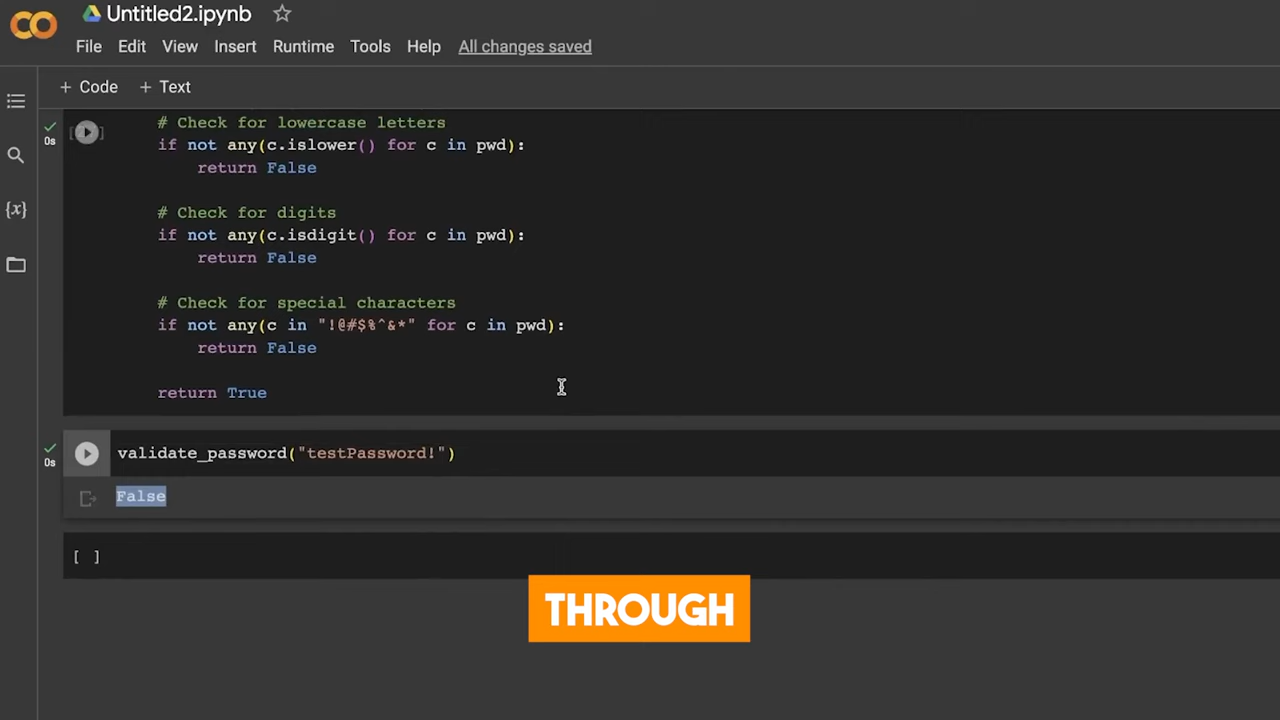 Untitled2.ipynb
File Edit View Insert Runtime Tools Help All changes saved
+ Code + Text
# Check for lowercase letters
0s
if not any(c.islower() for c in pwd):
return False
{x}
# Check for digits
if not any(c.isdigit() for c in pwd):
return False
# Check for special characters
if not any(c in "!@#$%^&*" for c in pwd):
return False
return True
validate_password("testPassword!")
0s
False
[ ]
THROUGH